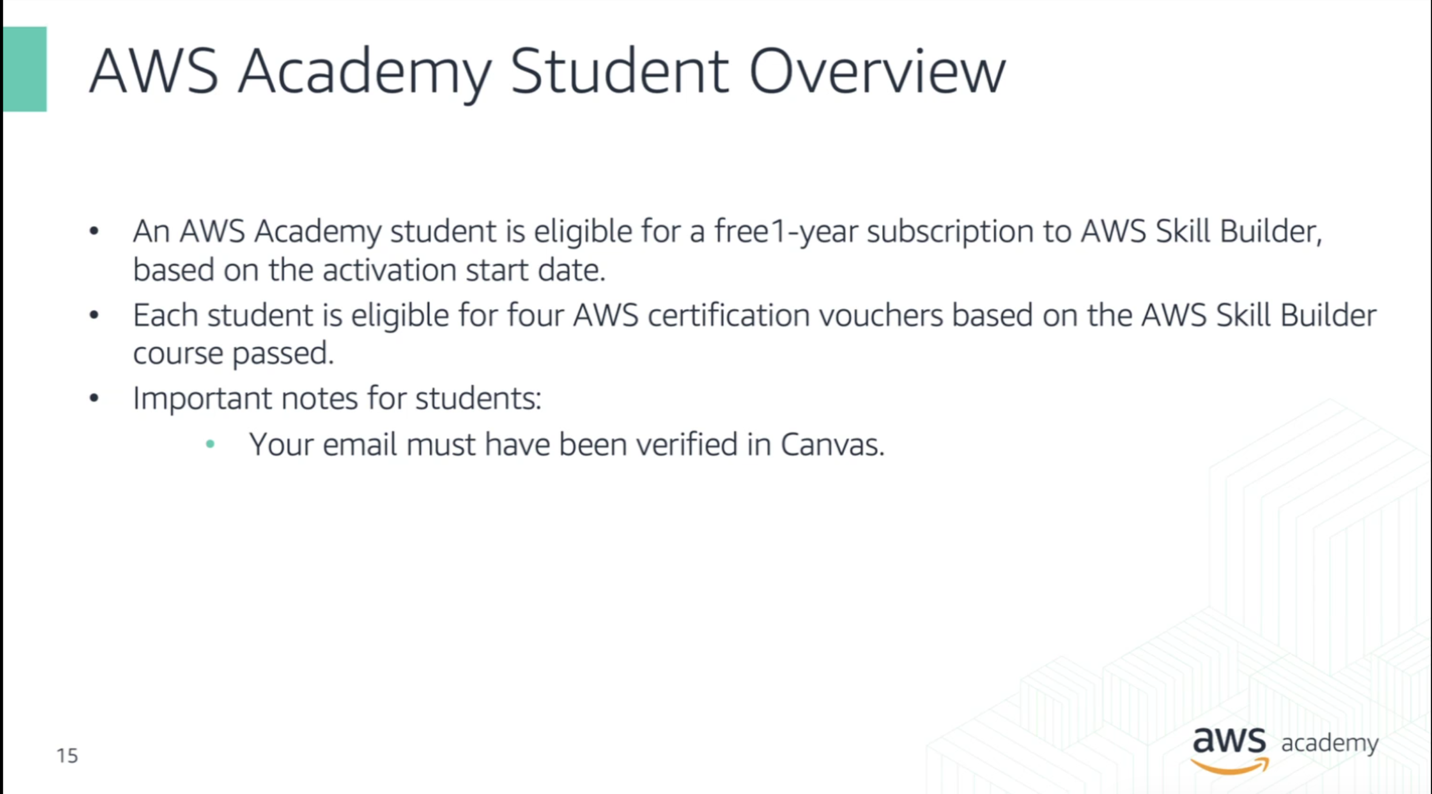 AWS Academy Student Overview
• An AWS Academy student is eligible for a free1-year subscription to AWS Skill Builder,
based on the activation start date.
• Each student is eligible for four AWS certification vouchers based on the AWS Skill Builder
course passed.
• Important notes for students:
• Your email must have been verified in Canvas.
15
aws academy